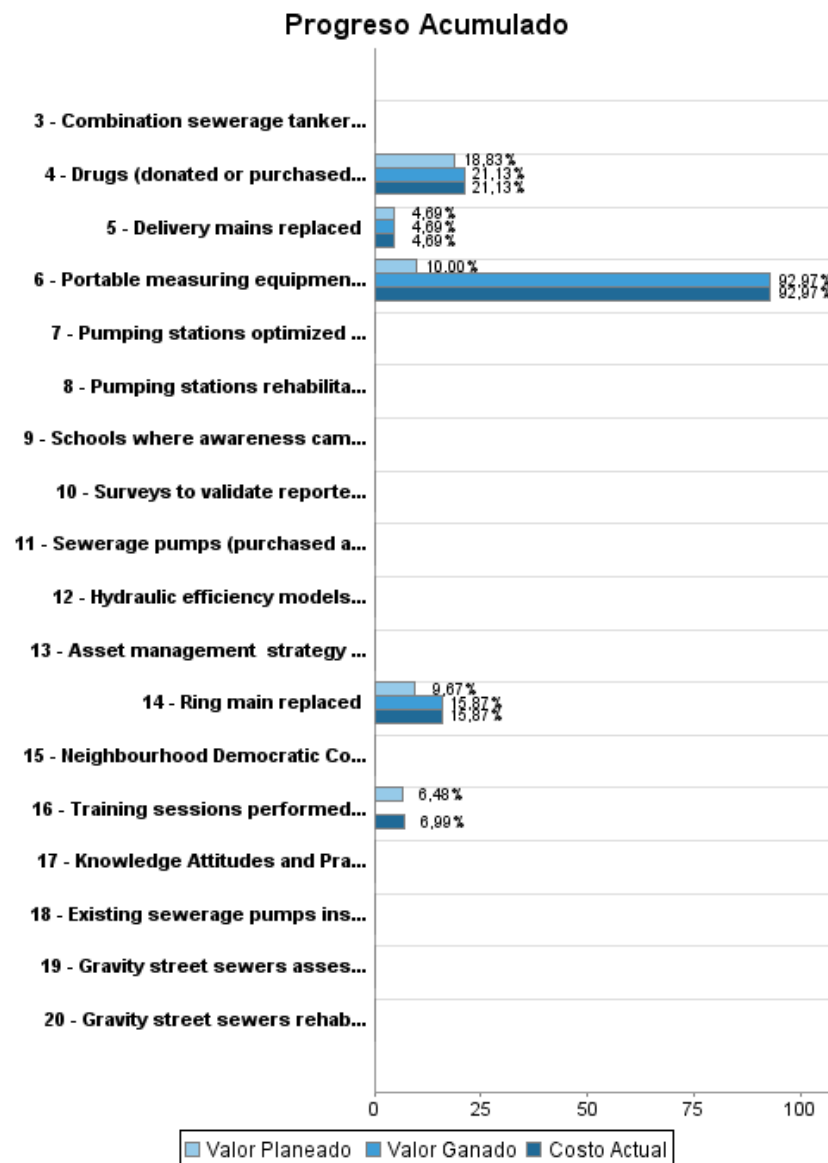 Progreso Acumulado
3 - Combination sewerage tanker...
4 - Drugs (donated or purchased...
18,83%
21,13%
21,13%
5 - Delivery mains replaced
4,69%
4,69%
4,69%
6 - Portable measuring equipmen...
10,00%
92,97%
92,97%
7 - Pumping stations optimized ...
8 - Pumping stations rehabilita...
9 - Schools where awareness cam...
10 - Surveys to validate reporte...
11 - Sewerage pumps (purchased a...
12 - Hydraulic efficiency models...
13 - Asset management strategy ...
14 - Ring main replaced
9,67%
15,87%
15,87%
15 - Neighbourhood Democratic Co...
16 - Training sessions performed...
6,48%
6,99%
17 - Knowledge Attitudes and Pra...
18 - Existing sewerage pumps ins...
19 - Gravity street sewers asses...
20 - Gravity street sewers rehab...
0 25 50 75 100
Valor Planeado Valor Ganado Costo Actual